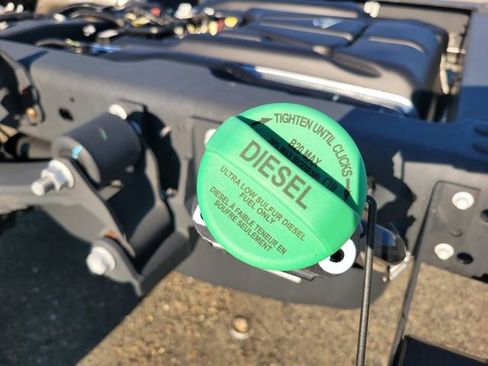 TIGHTEN UNTIL CLICKS
B20 MAX
DIESEL
ULTRA LOW SULFUR DIESEL
FUEL ONLY
DIESEL À FAIBLE TENEUR EN
SOUFRE SEULEMENT